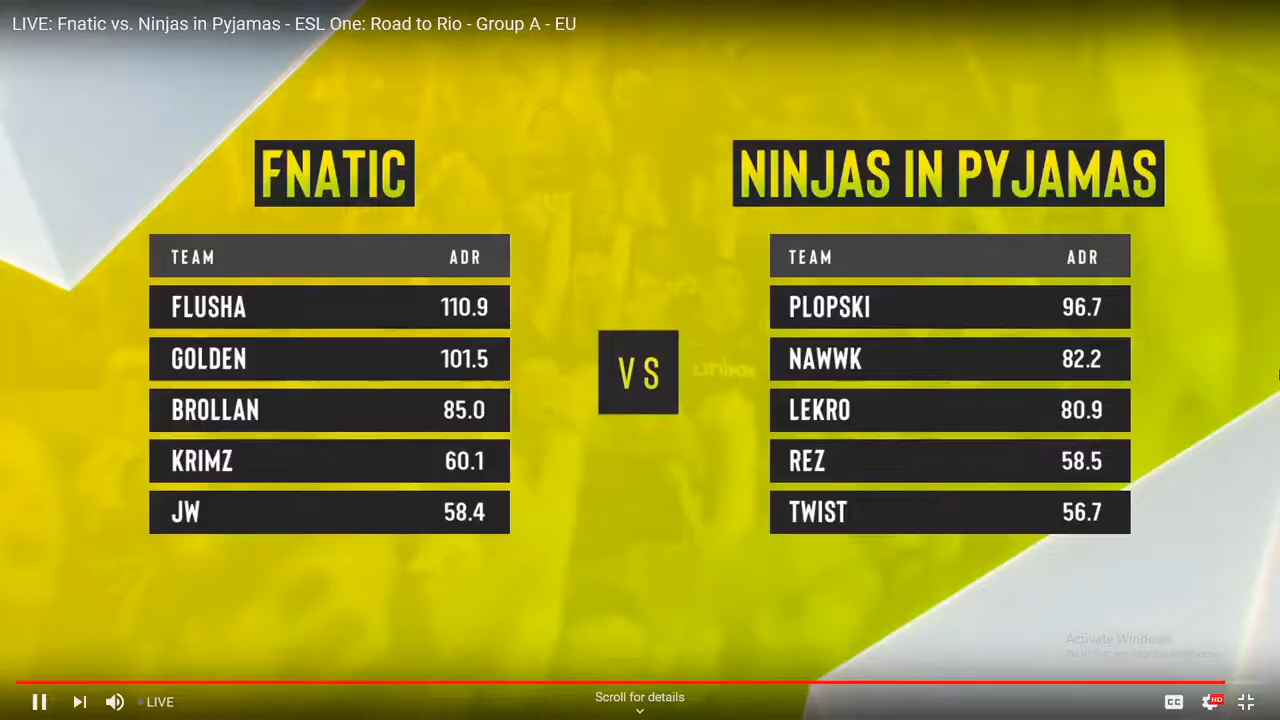 LIVE: Fnatic vs. Ninjas in Pyjamas - ESL One: Road to Rio - Group A - EU
FNATIC
TEAM ADR
FLUSHA 110.9
GOLDEN 101.5
BROLLAN 85.0
KRIMZ 60.1
JW 58.4
VS
NINJAS IN PYJAMAS
TEAM ADR
PLOPSKI 96.7
NAWWK 82.2
LEKRO 80.9
REZ 58.5
TWIST 56.7
Activate Windows
LIVE
Scroll for details
CC
HD